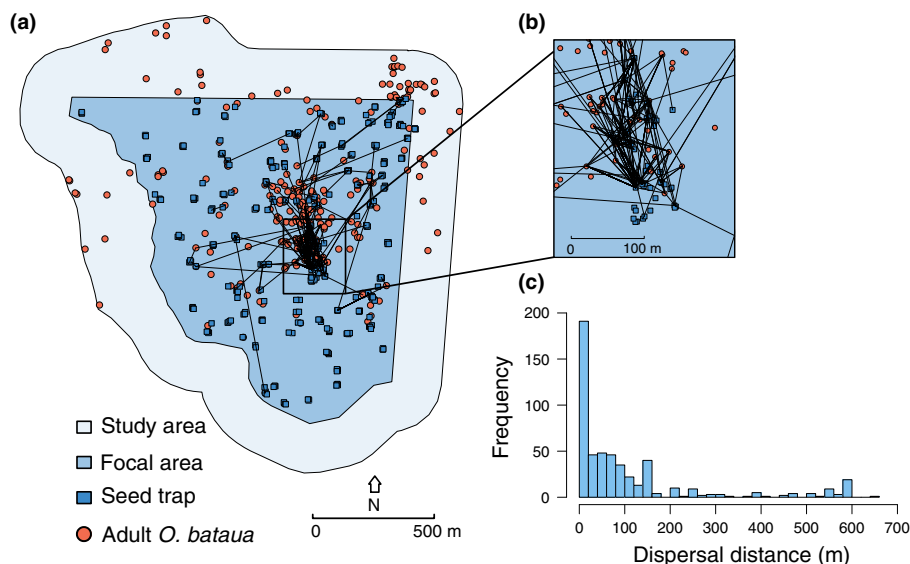 (a)
Study area
Focal area
Seed trap
Adult O. bataua
N
0 500 m
(b)
0 100 m
(c)
200
150
100
50
0
Frequency
0 100 200 300 400 500 600 700
Dispersal distance (m)